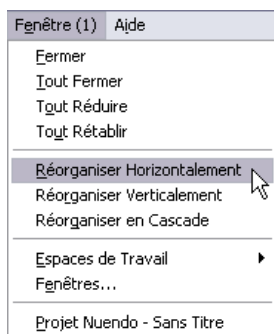 Fenêtre (1) Aide
Fermer
Tout Fermer
Tout Réduire
Tout Rétablir
Réorganiser Horizontalement
Réorganiser Verticalement
Réorganiser en Cascade
Espaces de Travail
Fenêtres...
Projet Nuendo - Sans Titre